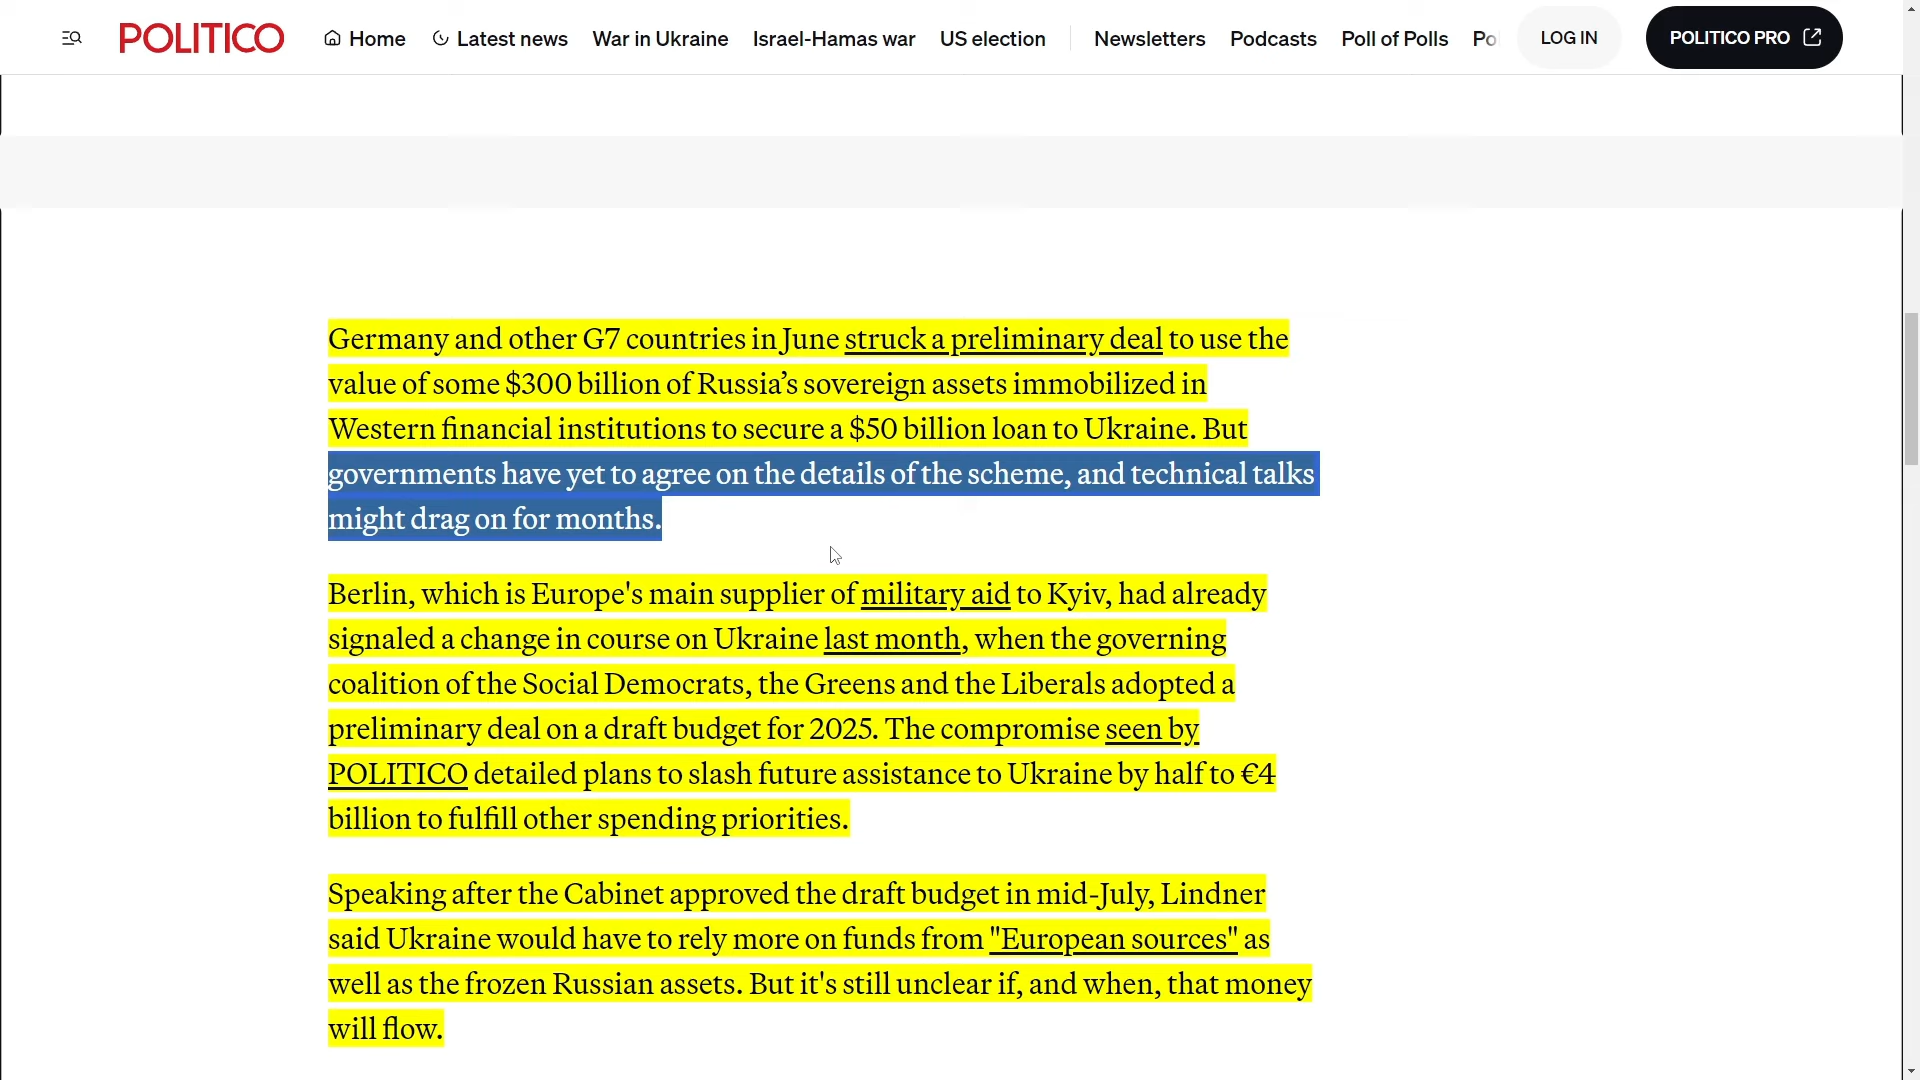 POLITICO
Home
Latest news
War in Ukraine
Israel-Hamas war
US election
Newsletters
Podcasts
Poll of Polls
Po
LOG IN
POLITICO PRO
Germany and other G7 countries in June struck a preliminary deal to use the
value of some $300 billion of Russia’s sovereign assets immobilized in
Western financial institutions to secure a $50 billion loan to Ukraine. But
governments have yet to agree on the details of the scheme, and technical talks
might drag on for months.
Berlin, which is Europe's main supplier of military aid to Kyiv, had already
signaled a change in course on Ukraine last month, when the governing
coalition of the Social Democrats, the Greens and the Liberals adopted a
preliminary deal on a draft budget for 2025. The compromise seen by
POLITICO detailed plans to slash future assistance to Ukraine by half to €4
billion to fulfill other spending priorities.
Speaking after the Cabinet approved the draft budget in mid-July, Lindner
said Ukraine would have to rely more on funds from "European sources" as
well as the frozen Russian assets. But it's still unclear if, and when, that money
will flow.